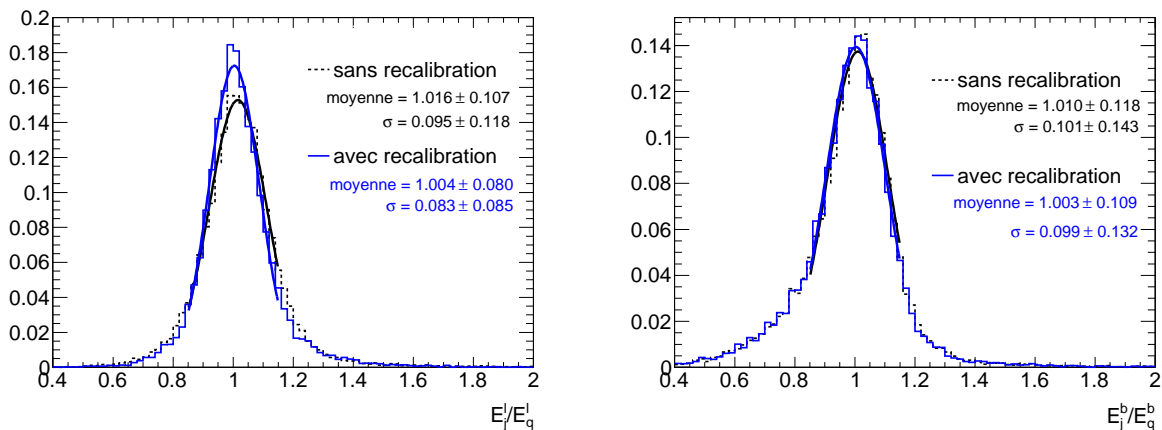 0.2
0.18
0.16
0.14
0.12
0.1
0.08
0.06
0.04
0.02
0
sans recalibration
moyenne = 1.016 ± 0.107
σ = 0.095 ± 0.118
avec recalibration
moyenne = 1.004 ± 0.080
σ = 0.083 ± 0.085
0.4 0.6 0.8 1 1.2 1.4 1.6 1.8 2
E_j^l/E_q^l
0.14
0.12
0.1
0.08
0.06
0.04
0.02
0
sans recalibration
moyenne = 1.010 ± 0.118
σ = 0.101 ± 0.143
avec recalibration
moyenne = 1.003 ± 0.109
σ = 0.099 ± 0.132
0.4 0.6 0.8 1 1.2 1.4 1.6 1.8 2
E_j^b/E_q^b